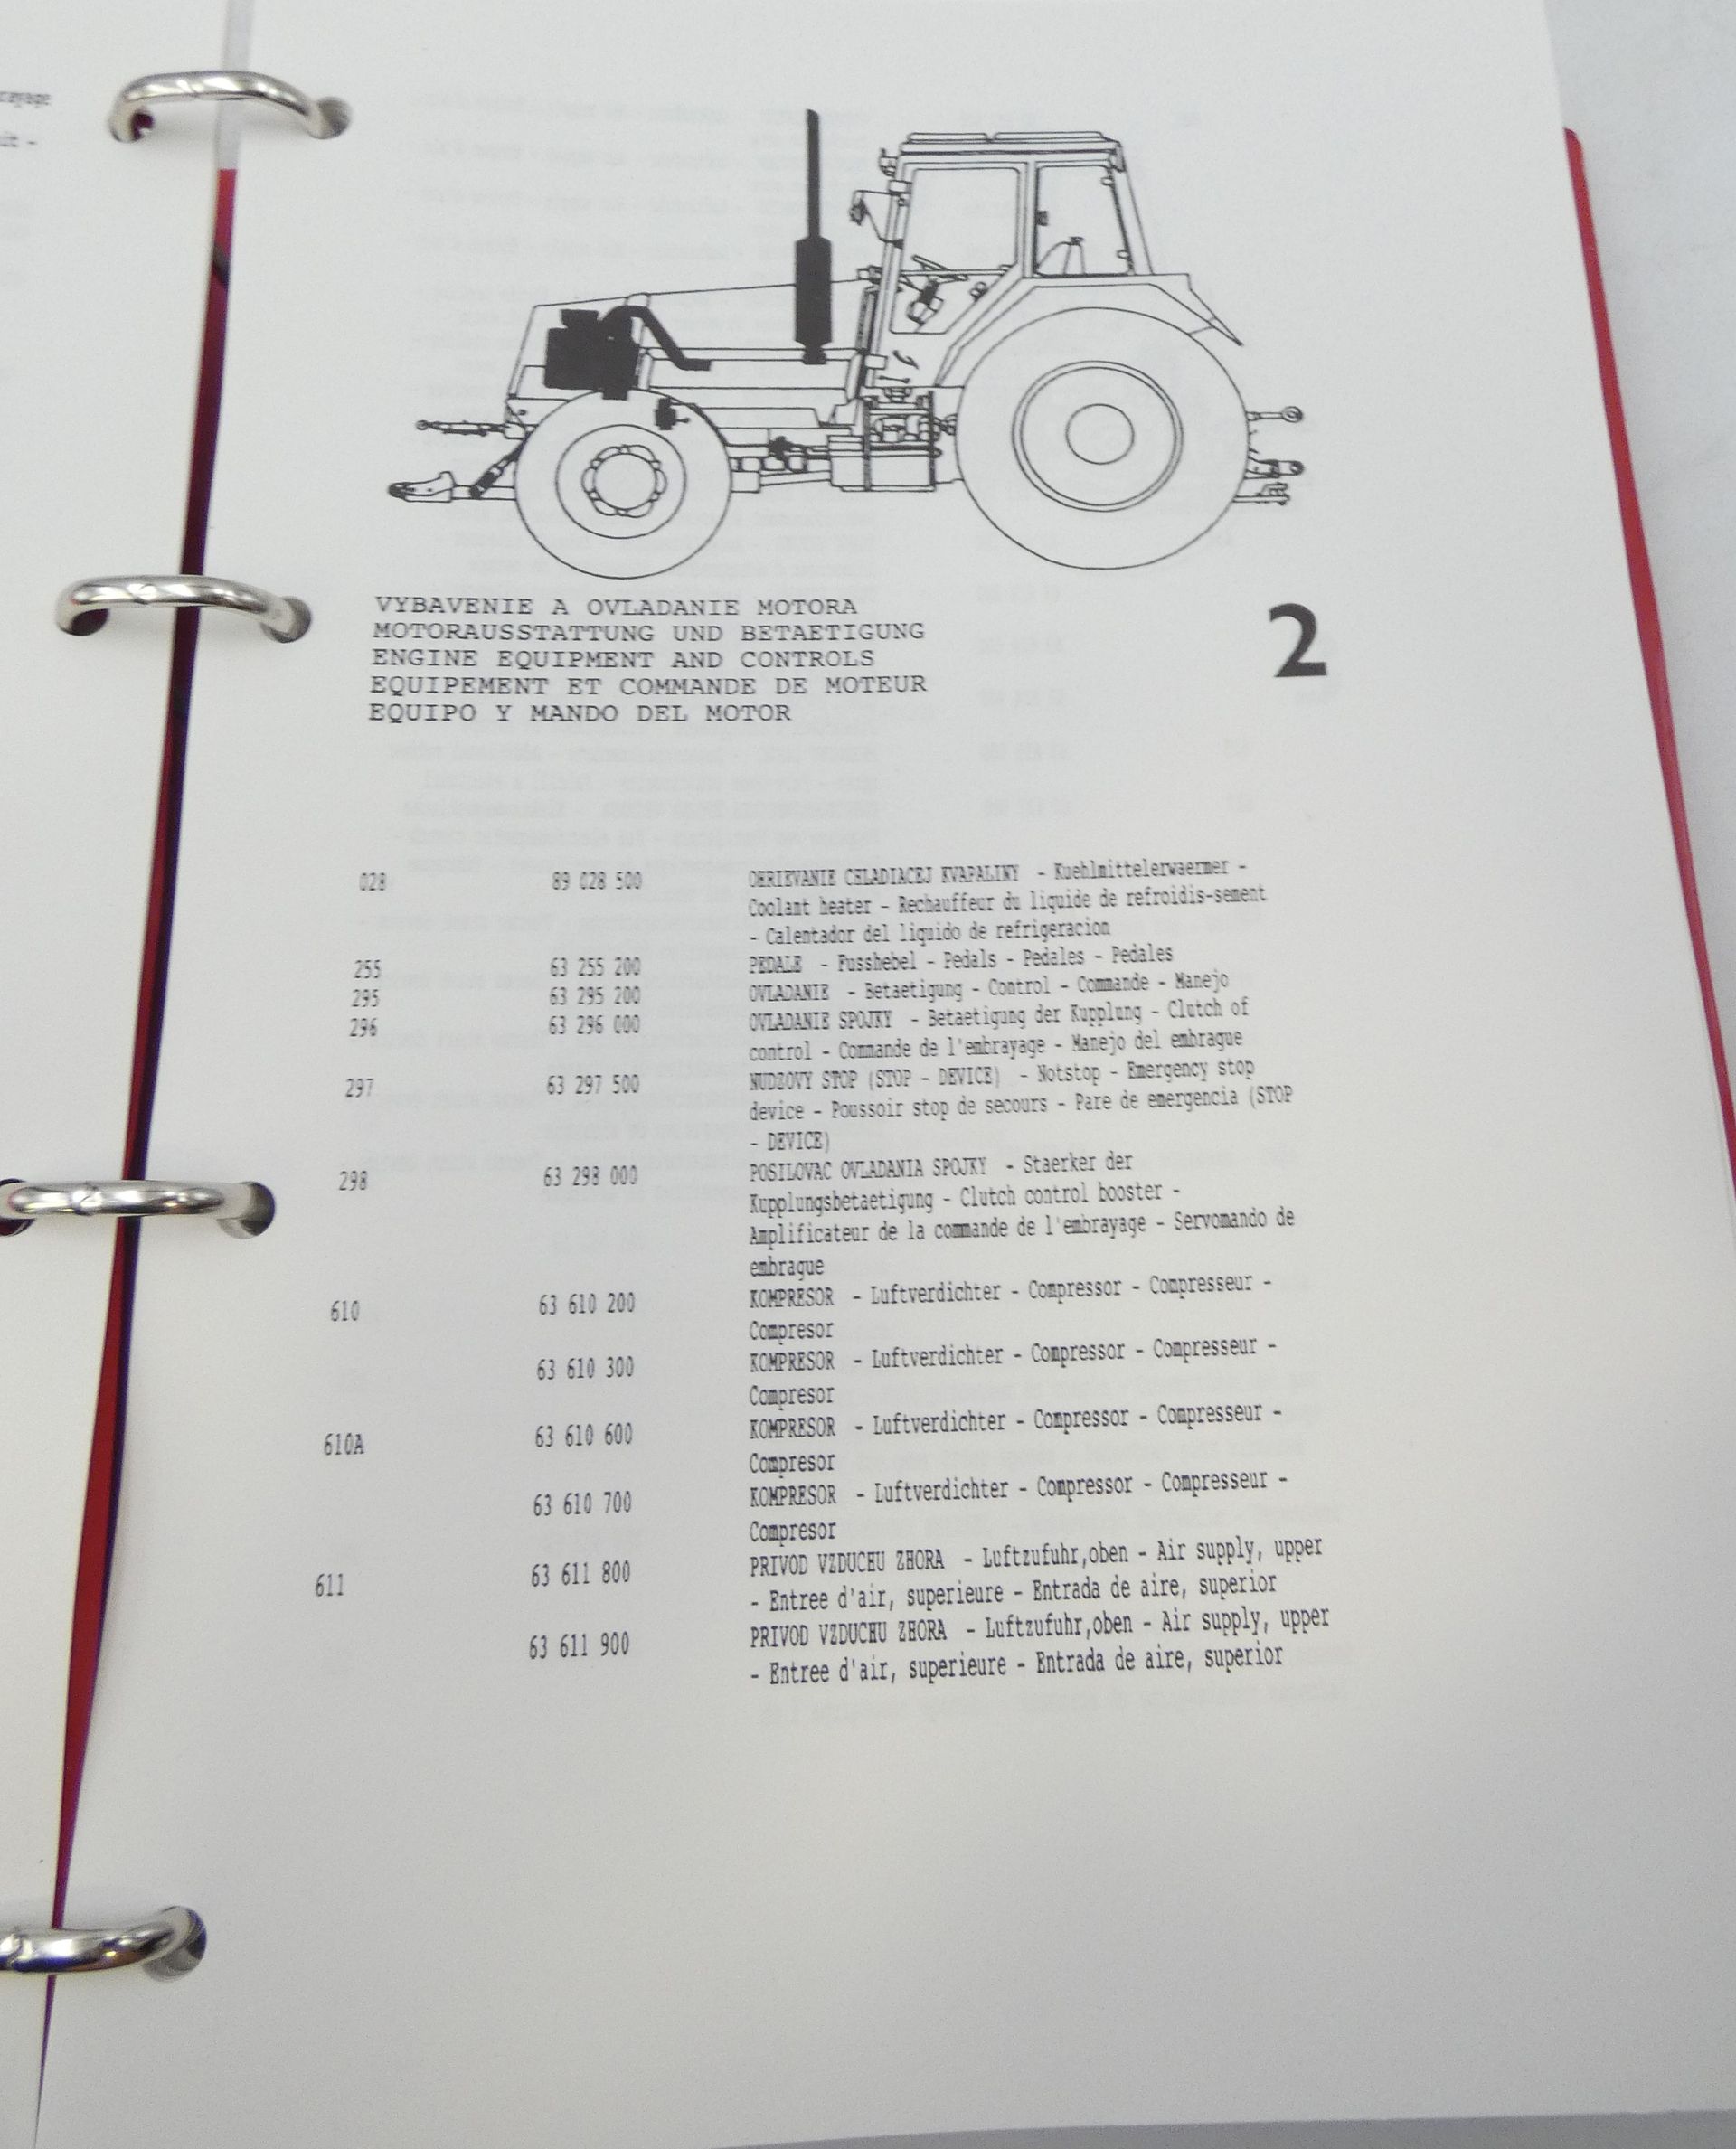 crayage
it -
VYBAVENIE A OVLADANIE MOTORA
MOTORAUSSTATTUNG UND BETAETIGUNG
ENGINE EQUIPMENT AND CONTROLS
EQUIPEMENT ET COMMANDE DE MOTEUR
EQUIPO Y MANDO DEL MOTOR
2
028 89 028 500 OHRIEVANIE CHLADIACEJ KVAPALINY - Kuehlmittelerwaermer -
Coolant heater - Rechauffeur du liquide de refroidis-sement
- Calentador del liquido de refrigeracion
255 63 255 200 PEDALE - Fusshebel - Pedals - Pedales - Pedales
295 63 295 200 OVLADANIE - Betaetigung - Control - Commande - Manejo
296 63 296 000 OVLADANIE SPOJKY - Betaetigung der Kupplung - Clutch of
control - Commande de l'embrayage - Manejo del embrague
297 63 297 500 NUDZOVY STOP (STOP - DEVICE) - Notstop - Emergency stop
device - Poussoir stop de secours - Pare de emergencia (STOP
- DEVICE)
298 63 298 000 POSILOVAC OVLADANIA SPOJKY - Staerker der
Kupplungsbetaetigung - Clutch control booster -
Amplificateur de la commande de l'embrayage - Servomando de
embrague
610 63 610 200 KOMPRESOR - Luftverdichter - Compressor - Compresseur -
Compresor
63 610 300 KOMPRESOR - Luftverdichter - Compressor - Compresseur -
Compresor
610A 63 610 600 KOMPRESOR - Luftverdichter - Compressor - Compresseur -
Compresor
63 610 700 KOMPRESOR - Luftverdichter - Compressor - Compresseur -
Compresor
611 63 611 800 PRIVOD VZDUCHU ZHORA - Luftzufuhr,oben - Air supply, upper
- Entree d'air, superieure - Entrada de aire, superior
63 611 900 PRIVOD VZDUCHU ZHORA - Luftzufuhr,oben - Air supply, upper
- Entree d'air, superieure - Entrada de aire, superior